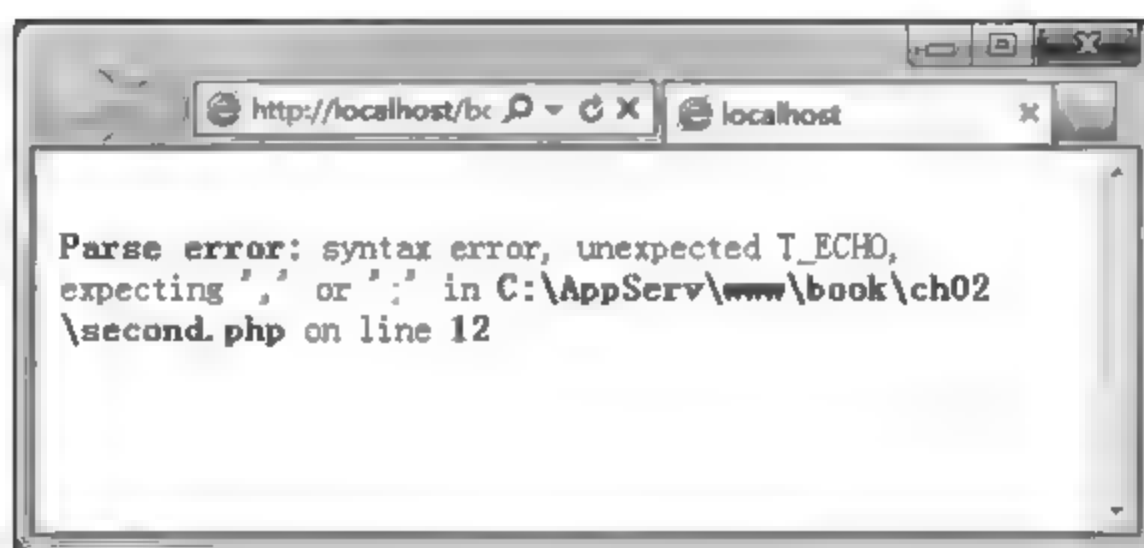 http://localhost/bc
localhost
Parse error: syntax error, unexpected T_ECHO,
expecting ',' or ';' in C:\AppServ\www\book\ch02
\second.php on line 12